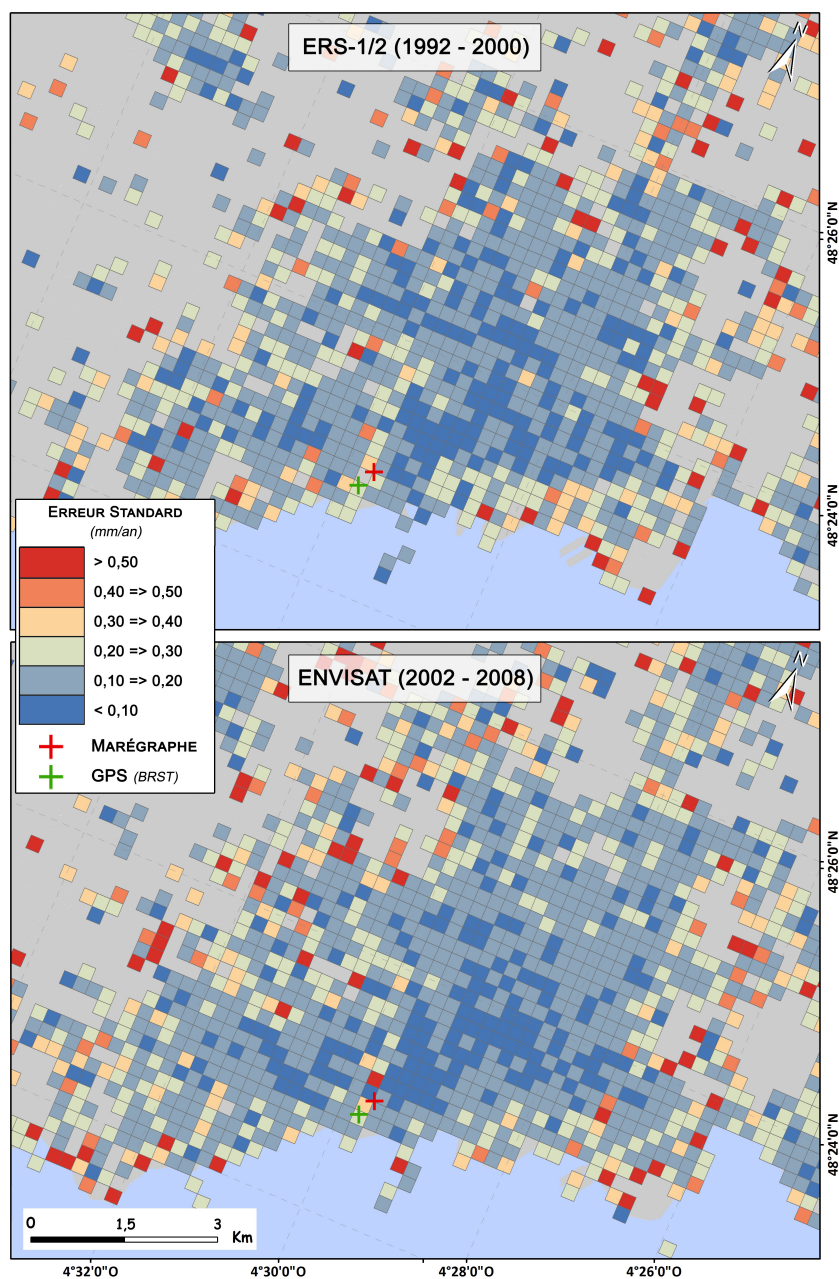 ERS-1/2 (1992 - 2000)
N
48°26'0"N
48°24'0"N
ERREUR STANDARD
(mm/an)
> 0,50
0,40 => 0,50
0,30 => 0,40
0,20 => 0,30
0,10 => 0,20
< 0,10
MARÉGRAPHE
GPS (BRST)
ENVISAT (2002 - 2008)
N
48°26'0"N
48°24'0"N
0 1,5 3
Km
4°32'0"O 4°30'0"O 4°28'0"O 4°26'0"O